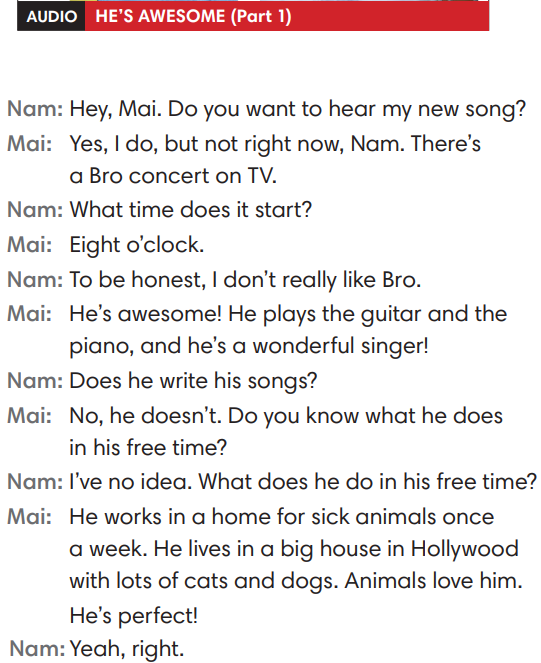 AUDIO HE'S AWESOME (Part 1)
Nam: Hey, Mai. Do you want to hear my new song?
Mai: Yes, I do, but not right now, Nam. There's
a Bro concert on TV.
Nam: What time does it start?
Mai: Eight o'clock.
Nam: To be honest, I don't really like Bro.
Mai: He's awesome! He plays the guitar and the
piano, and he's a wonderful singer!
Nam: Does he write his songs?
Mai: No, he doesn't. Do you know what he does
in his free time?
Nam: I've no idea. What does he do in his free time?
Mai: He works in a home for sick animals once
a week. He lives in a big house in Hollywood
with lots of cats and dogs. Animals love him.
He's perfect!
Nam: Yeah, right.